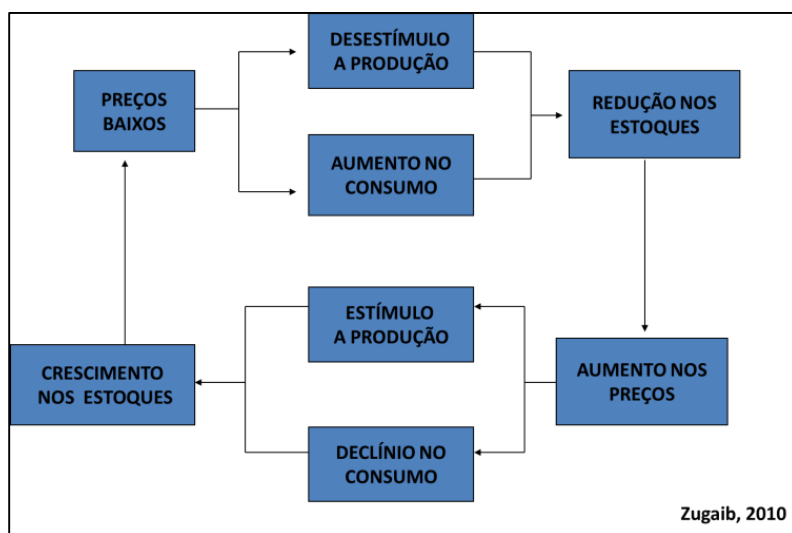 DESESTÍMULO
A PRODUÇÃO
PREÇOS
BAIXOS
REDUÇÃO NOS
ESTOQUES
AUMENTO NO
CONSUMO
ESTÍMULO
A PRODUÇÃO
CRESCIMENTO
NOS ESTOQUES
AUMENTO NOS
PREÇOS
DECLÍNIO NO
CONSUMO
Zugaib, 2010